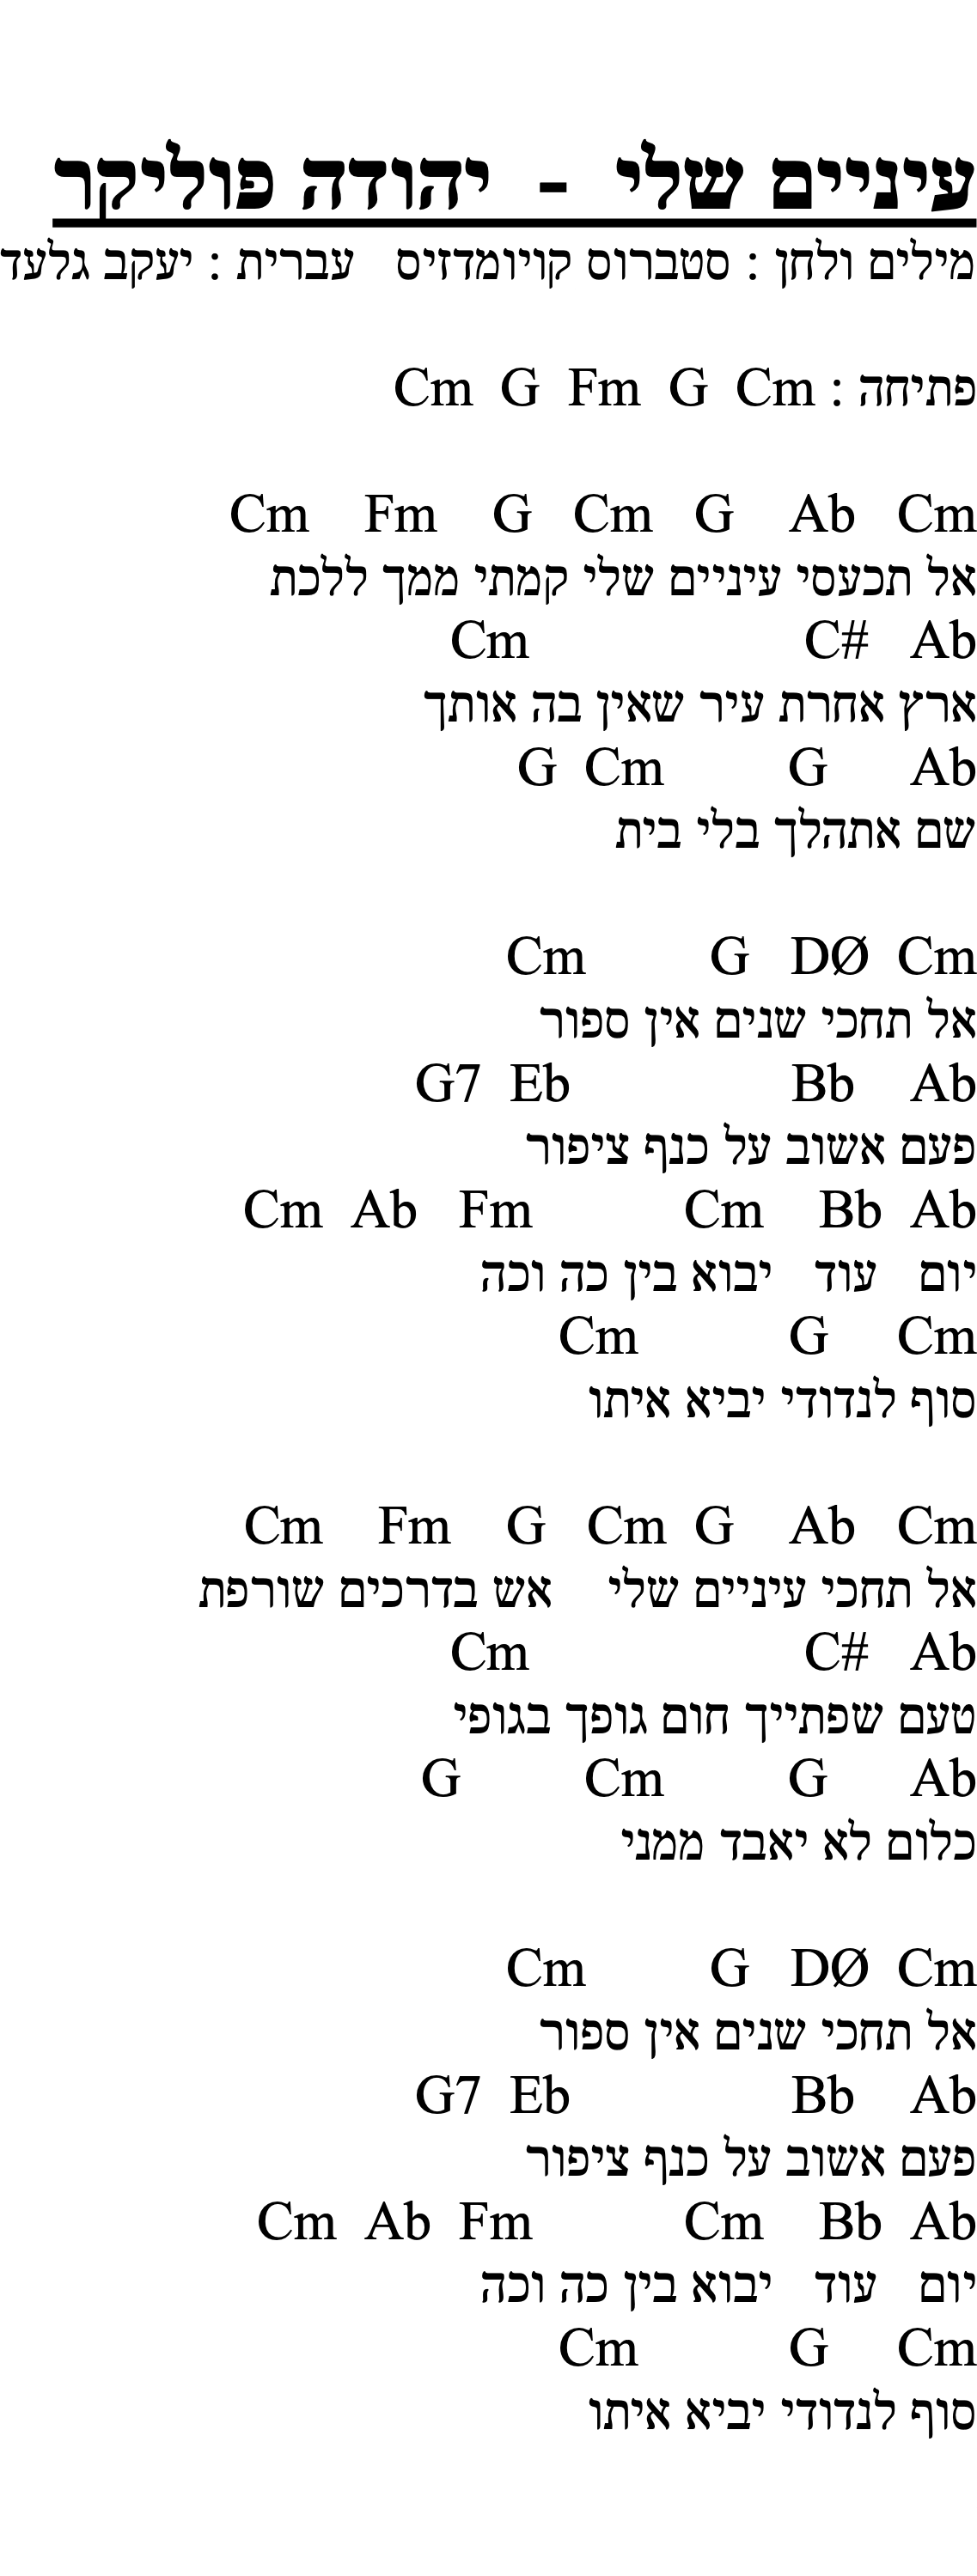 עיניים שלי - יהודה פוליקר
מילים ולחן : סטברוס קויומדזיס   עברית : יעקב גלעד
פתיחה : Cm G Fm G Cm
Cm Fm G Cm G Ab Cm
אל תכעסי עיניים שלי קמתי ממך ללכת
Cm C# Ab
ארץ אחרת עיר שאין בה אותך
G Cm G Ab
שם אתהלך בלי בית
Cm G DØ Cm
אל תחכי שנים אין ספור
G7 Eb Bb Ab
פעם אשוב על כנף ציפור
Cm Ab Fm Cm Bb Ab
יום   עוד   יבוא בין כה וכה
Cm G Cm
סוף לנדודי יביא איתו
Cm Fm G Cm G Ab Cm
אל תחכי עיניים שלי   אש בדרכים שורפת
Cm C# Ab
טעם שפתייך חום גופך בגופי
G Cm G Ab
כלום לא יאבד ממני
Cm G DØ Cm
אל תחכי שנים אין ספור
G7 Eb Bb Ab
פעם אשוב על כנף ציפור
Cm Ab Fm Cm Bb Ab
יום   עוד   יבוא בין כה וכה
Cm G Cm
סוף לנדודי יביא איתו